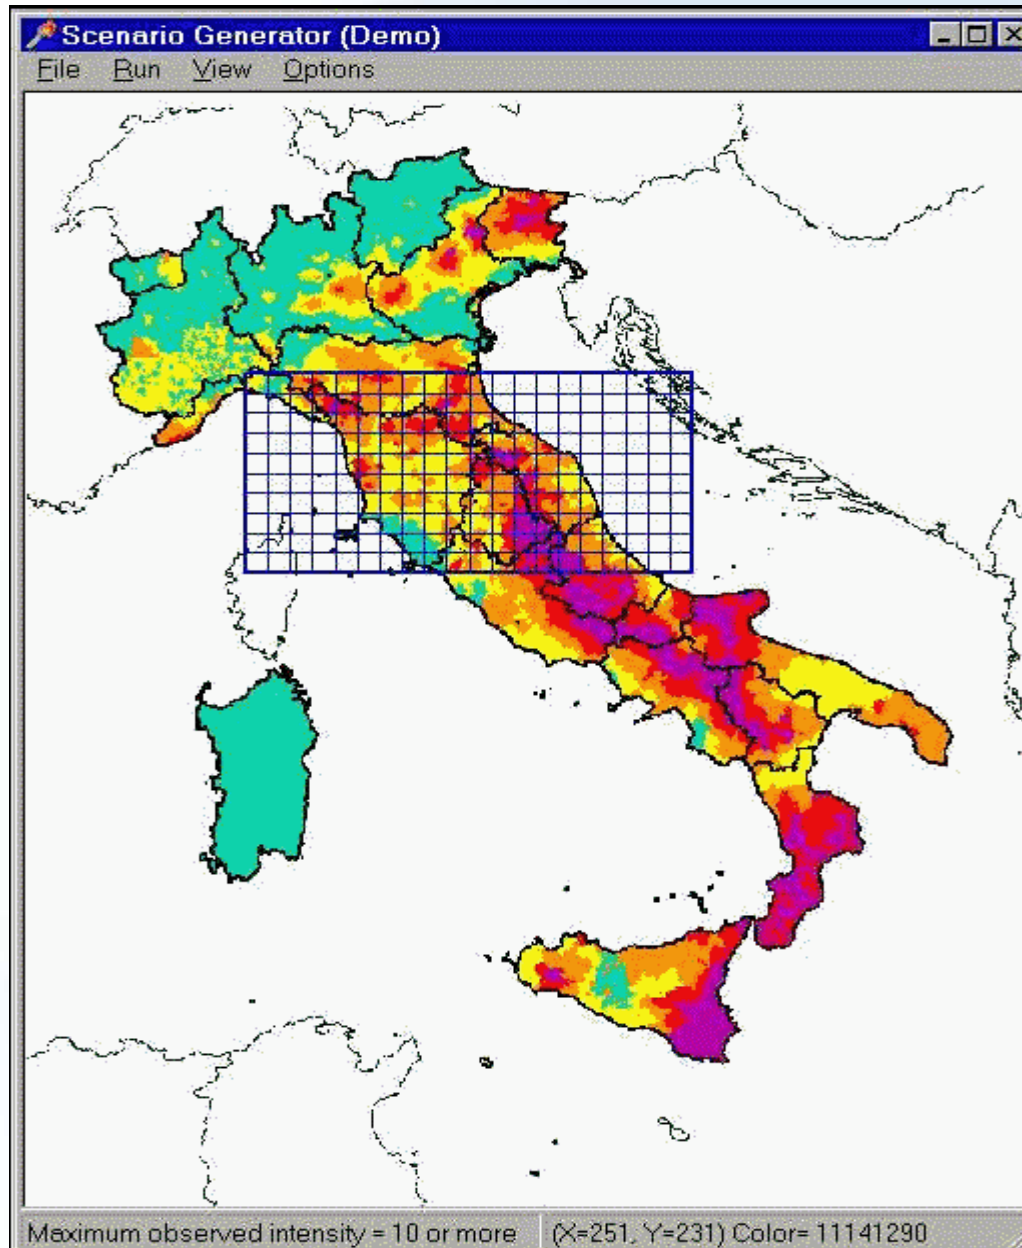 Scenario Generator (Demo)
File Run View Options
Maximum observed intensity = 10 or more (X=251, Y=231) Color= 11141290